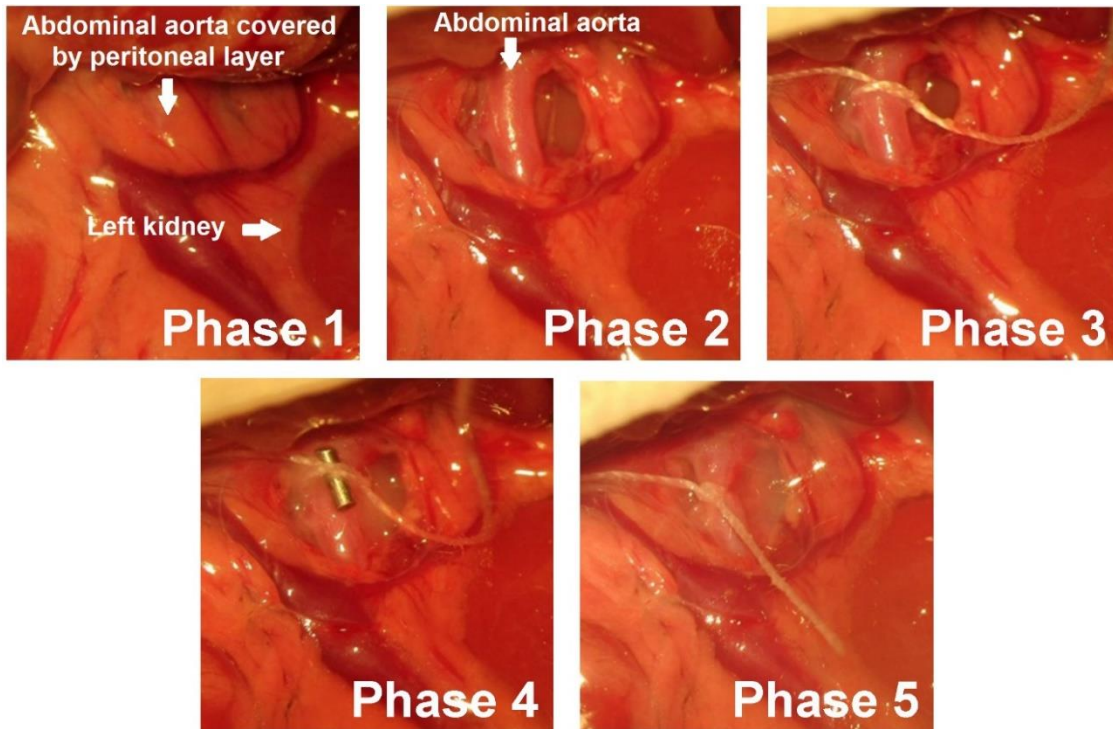 Abdominal aorta covered
by peritoneal layer
Left kidney
Phase 1
Abdominal aorta
Phase 2
Phase 3
Phase 4
Phase 5